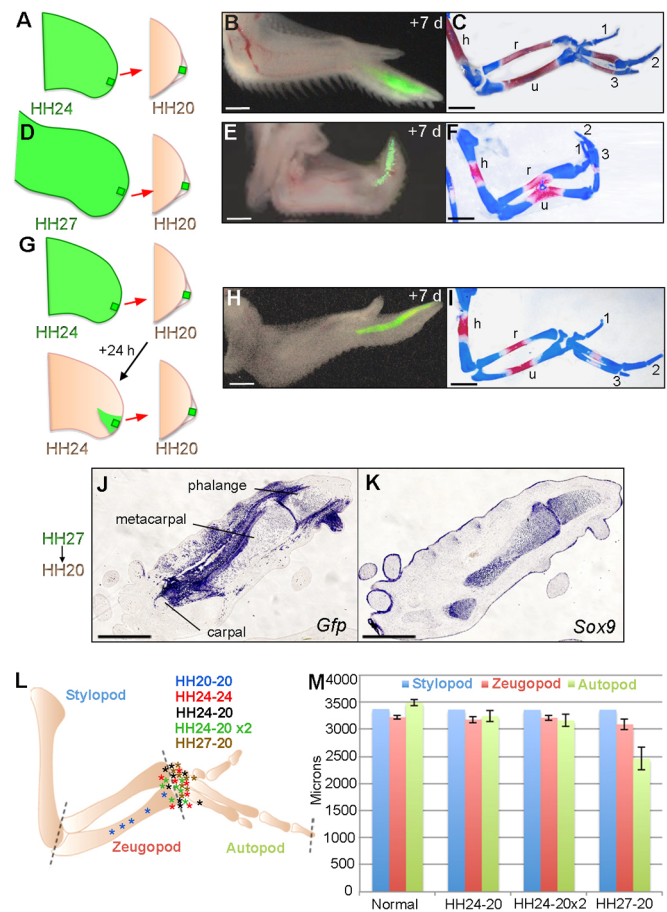 A
HH24
HH20
B
+7 d
C
h
r
u
1
2
3
D
HH27
HH20
E
+7 d
F
h
r
u
2
1
3
G
HH24
HH20
+24 h
HH24
HH20
H
+7 d
I
h
r
u
1
2
3
HH27
HH20
J
phalange
metacarpal
carpal
Gfp
K
Sox9
L
Stylopod
Zeugopod
Autopod
HH20-20
HH24-24
HH24-20
HH24-20 x2
HH27-20
M
Stylopod Zeugopod Autopod
Microns
4000
3500
3000
2500
2000
1500
1000
500
0
Normal HH24-20 HH24-20x2 HH27-20